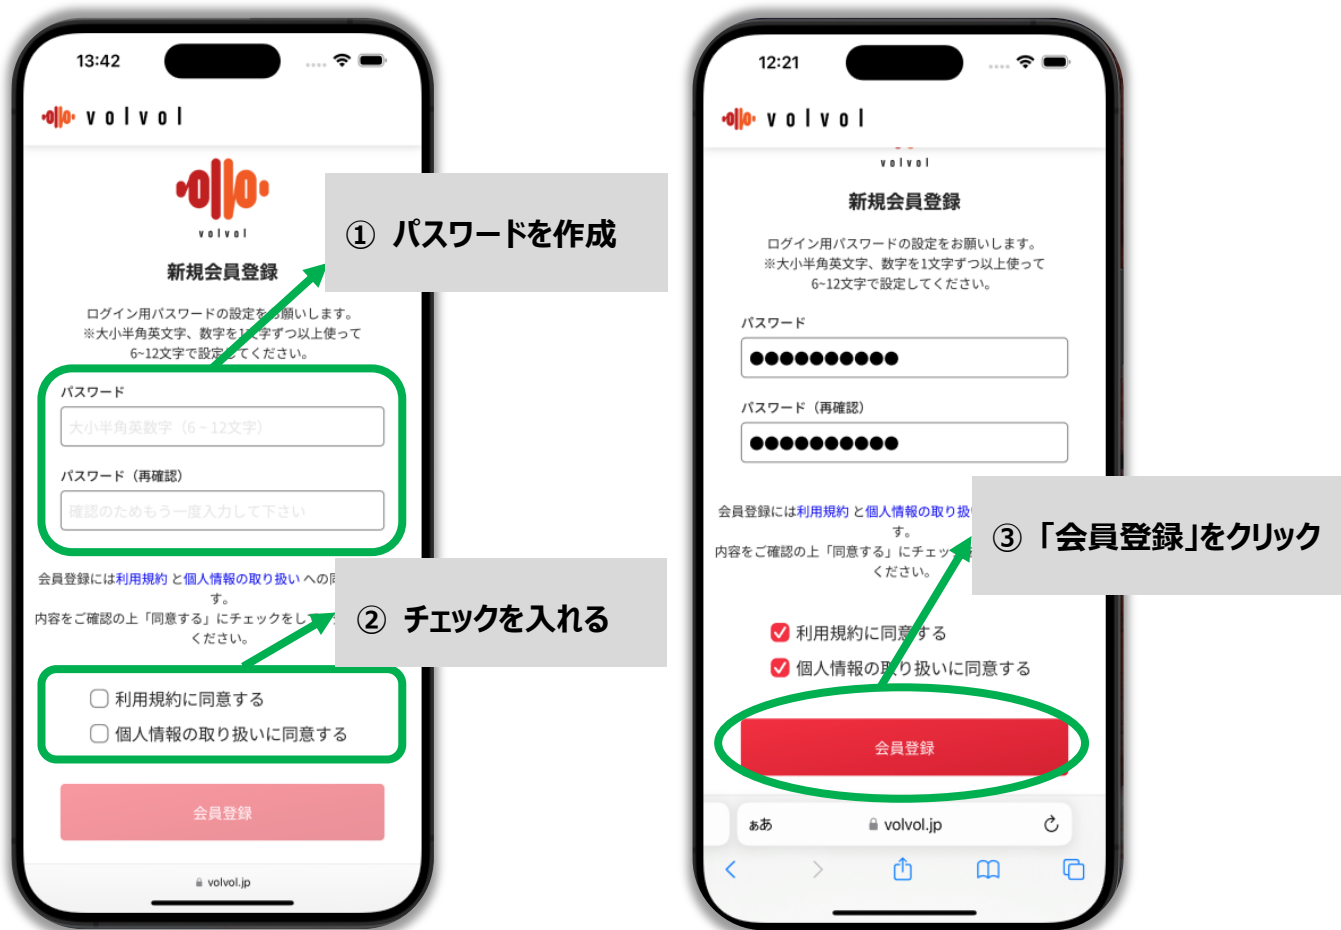 13:42
volvol
volvol
新規会員登録
ログイン用パスワードの設定をお願いします。
※大小半角英文字、数字を1文字ずつ以上使って
6~12文字で設定してください。
パスワード
大小半角英数字（6 ~ 12文字）
パスワード（再確認）
確認のためもう一度入力して下さい
会員登録には利用規約 と個人情報の取り扱い への同
す。
内容をご確認の上「同意する」にチェックをして
ください。
利用規約に同意する
個人情報の取り扱いに同意する
会員登録
volvol.jp
① パスワードを作成
② チェックを入れる
12:21
volvol
volvol
新規会員登録
ログイン用パスワードの設定をお願いします。
※大小半角英文字、数字を1文字ずつ以上使って
6~12文字で設定してください。
パスワード
●●●●●●●●●●
パスワード（再確認）
●●●●●●●●●●
会員登録には利用規約 と個人情報の取り扱
す。
内容をご確認の上「同意する」にチェッ
ください。
利用規約に同意する
個人情報の取り扱いに同意する
会員登録
ぁあ
volvol.jp
③ 「会員登録」をクリック